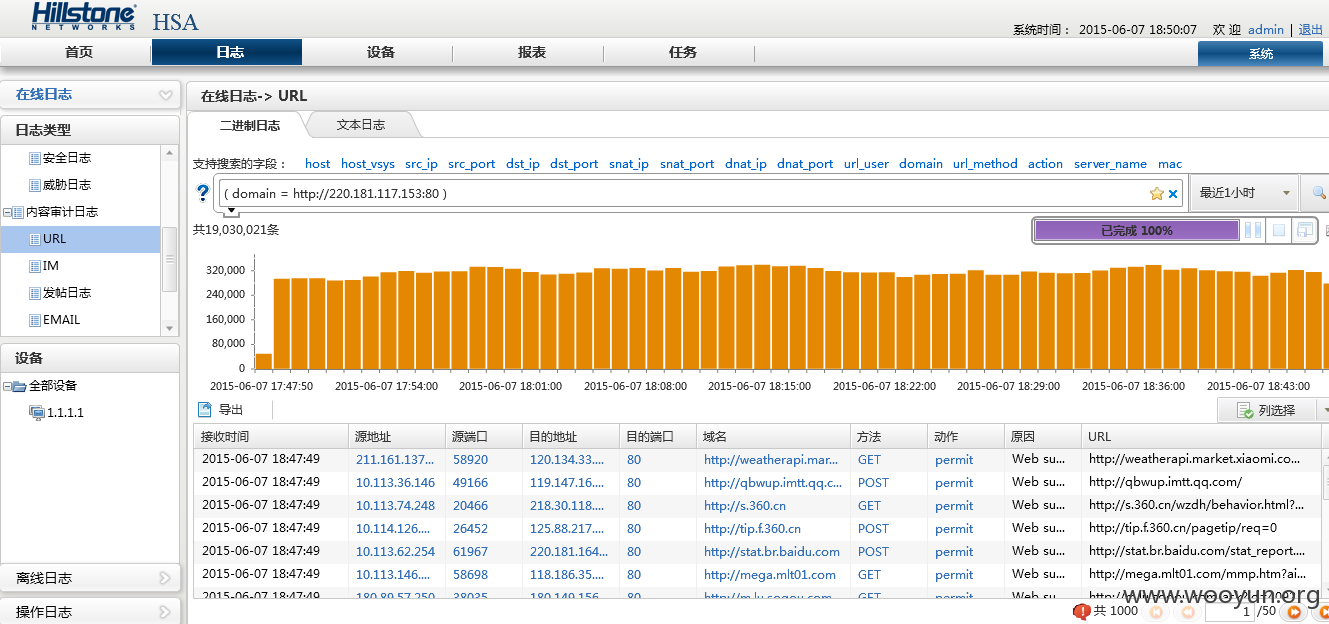 Hillstone
NETWORKS HSA
系统时间： 2015-06-07 18:50:07 欢 迎 admin | 退出
首页 日志 设备 报表 任务 系统
在线日志
日志类型
安全日志
威胁日志
内容审计日志
URL
IM
发帖日志
EMAIL
设备
全部设备
1.1.1.1
离线日志
操作日志
在线日志-> URL
二进制日志 文本日志
支持搜索的字段： host host_vsys src_ip src_port dst_ip dst_port snat_ip snat_port dnat_ip dnat_port url_user domain url_method action server_name mac
? ( domain = http://220.181.117.153:80 ) 最近1小时
共19,030,021条 已完成 100%
320,000
240,000
160,000
80,000
0
2015-06-07 17:47:50 2015-06-07 17:54:00 2015-06-07 18:01:00 2015-06-07 18:08:00 2015-06-07 18:15:00 2015-06-07 18:22:00 2015-06-07 18:29:00 2015-06-07 18:36:00 2015-06-07 18:43:00
导出 列选择
接收时间 源地址 源端口 目的地址 目的端口 域名 方法 动作 原因 URL
2015-06-07 18:47:49 211.161.137... 58920 120.134.33.... 80 http://weatherapi.mar... GET permit Web su... http://weatherapi.market.xiaomi.co...
2015-06-07 18:47:49 10.113.36.146 49166 119.147.16.... 80 http://qbwup.imtt.qq.c... POST permit Web su... http://qbwup.imtt.qq.com/
2015-06-07 18:47:49 10.113.74.248 20466 218.30.118.... 80 http://s.360.cn GET permit Web su... http://s.360.cn/wzdh/behavior.html?...
2015-06-07 18:47:49 10.114.126.... 26452 125.88.217.... 80 http://tip.f.360.cn POST permit Web su... http://tip.f.360.cn/pagetip/req=0
2015-06-07 18:47:49 10.113.62.254 61967 220.181.164... 80 http://stat.br.baidu.com POST permit Web su... http://stat.br.baidu.com/stat_report....
2015-06-07 18:47:49 10.113.146.... 58698 118.186.35.... 80 http://mega.mlt01.com GET permit Web su... http://mega.mlt01.com/mmp.htm?ai...
2015-06-07 18:47:49 180.89.57.250 38035 180.149.156.... 80 http://m.lu.sogou.com GET permit Web su...
www.wooyun.org
共 1000 1 /50